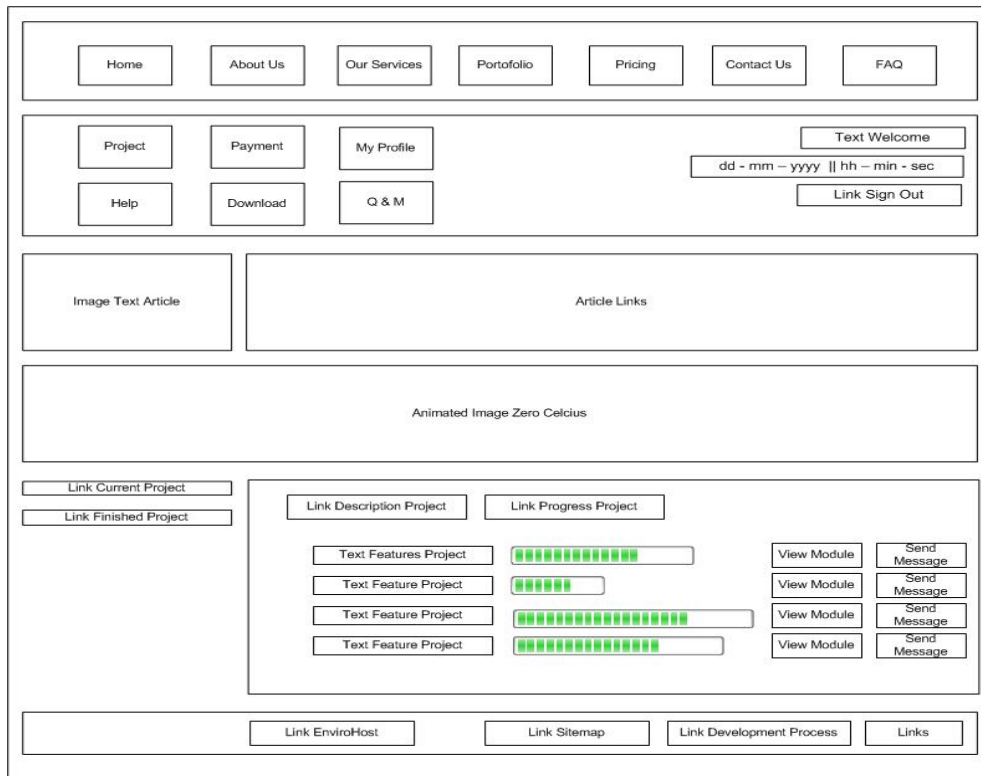 Home
About Us
Our Services
Portofolio
Pricing
Contact Us
FAQ
Project
Payment
My Profile
Text Welcome
dd - mm – yyyy || hh – min - sec
Help
Download
Q & M
Link Sign Out
Image Text Article
Article Links
Animated Image Zero Celcius
Link Current Project
Link Finished Project
Link Description Project
Link Progress Project
Text Features Project
View Module
Send
Message
Text Feature Project
View Module
Send
Message
Text Feature Project
View Module
Send
Message
Text Feature Project
View Module
Send
Message
Link EnviroHost
Link Sitemap
Link Development Process
Links